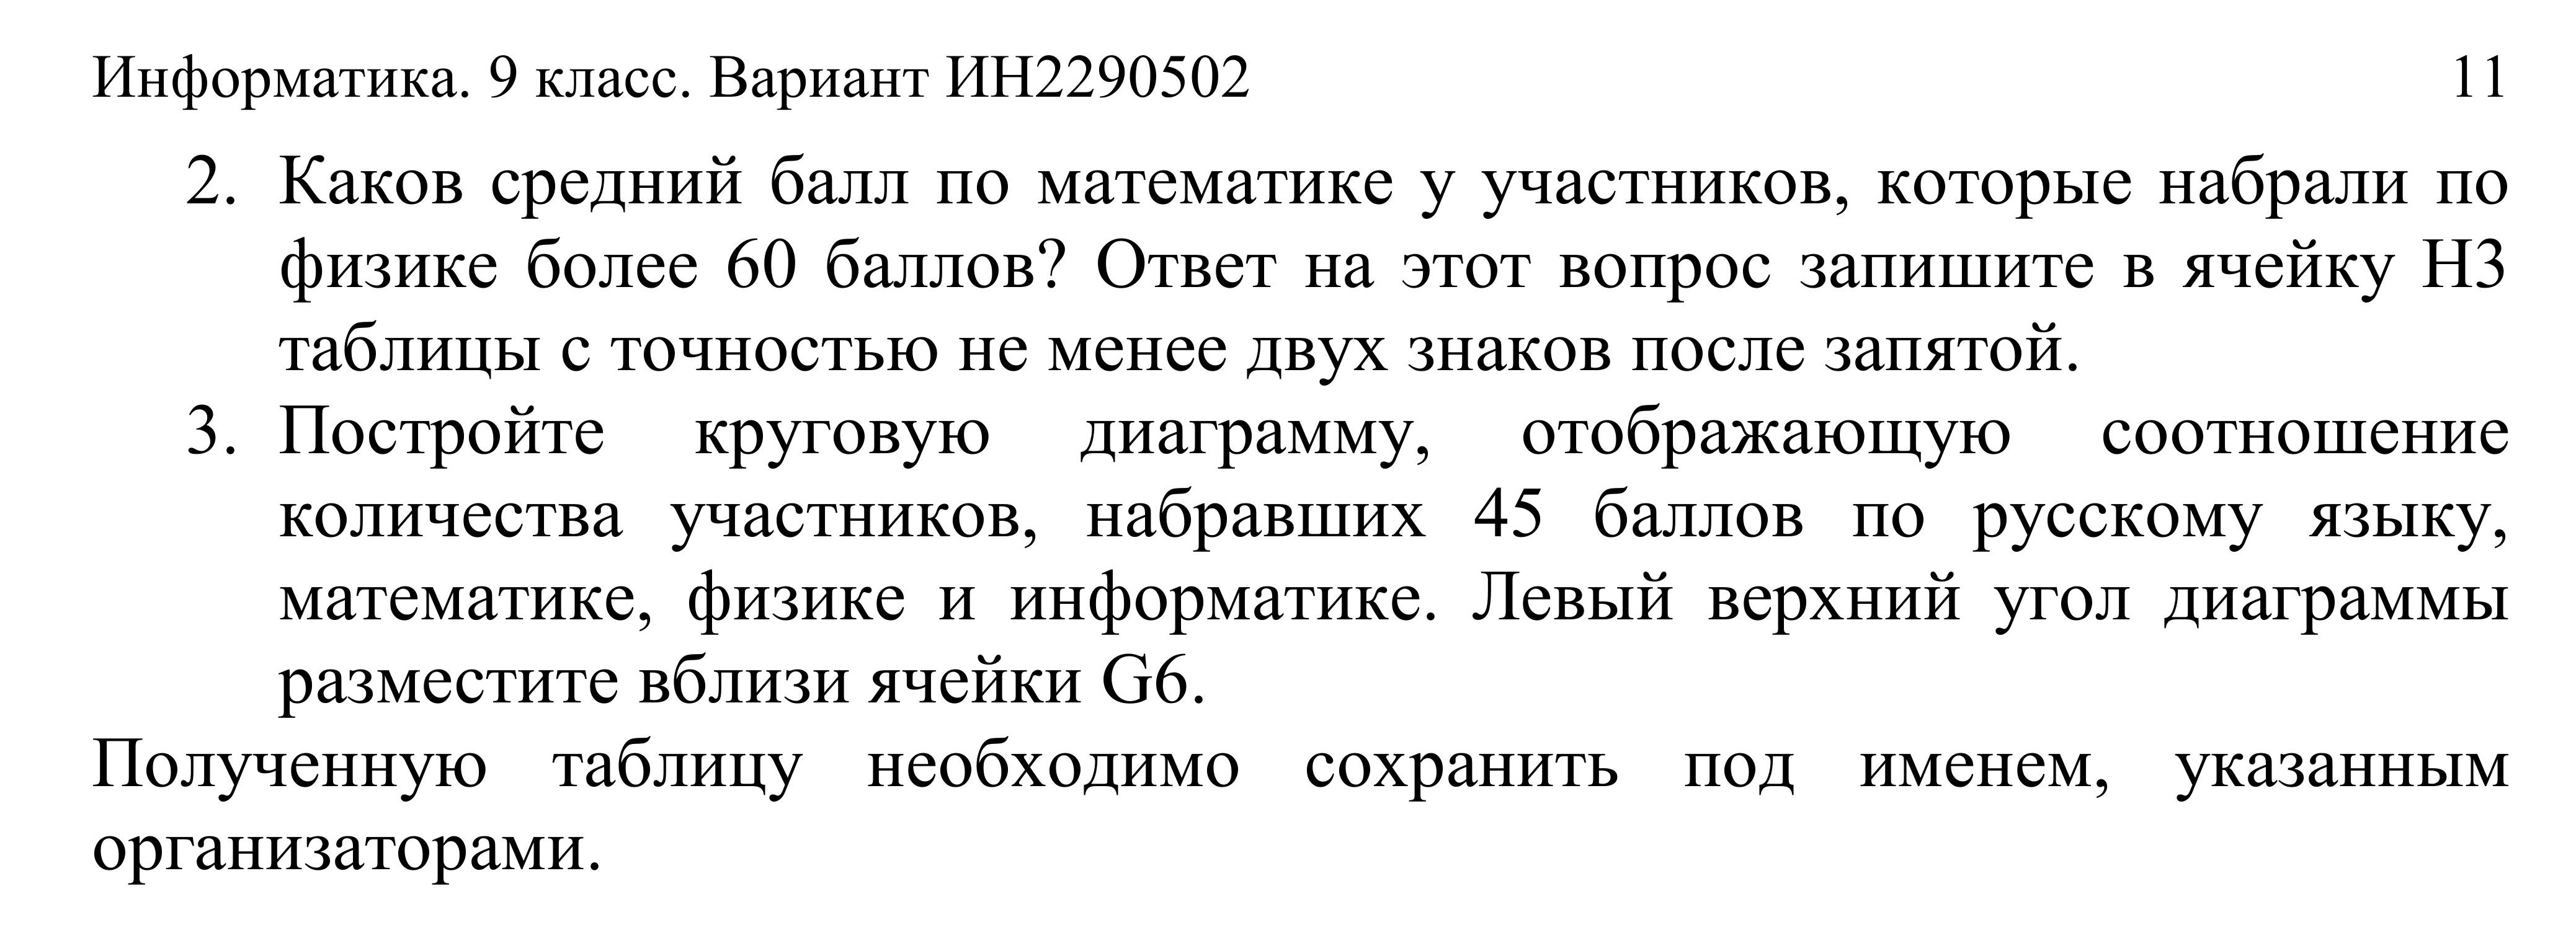 Информатика. 9 класс. Вариант ИН2290502 11
2. Каков средний балл по математике у участников, которые набрали по
физике более 60 баллов? Ответ на этот вопрос запишите в ячейку H3
таблицы с точностью не менее двух знаков после запятой.
3. Постройте круговую диаграмму, отображающую соотношение
количества участников, набравших 45 баллов по русскому языку,
математике, физике и информатике. Левый верхний угол диаграммы
разместите вблизи ячейки G6.
Полученную таблицу необходимо сохранить под именем, указанным
организаторами.